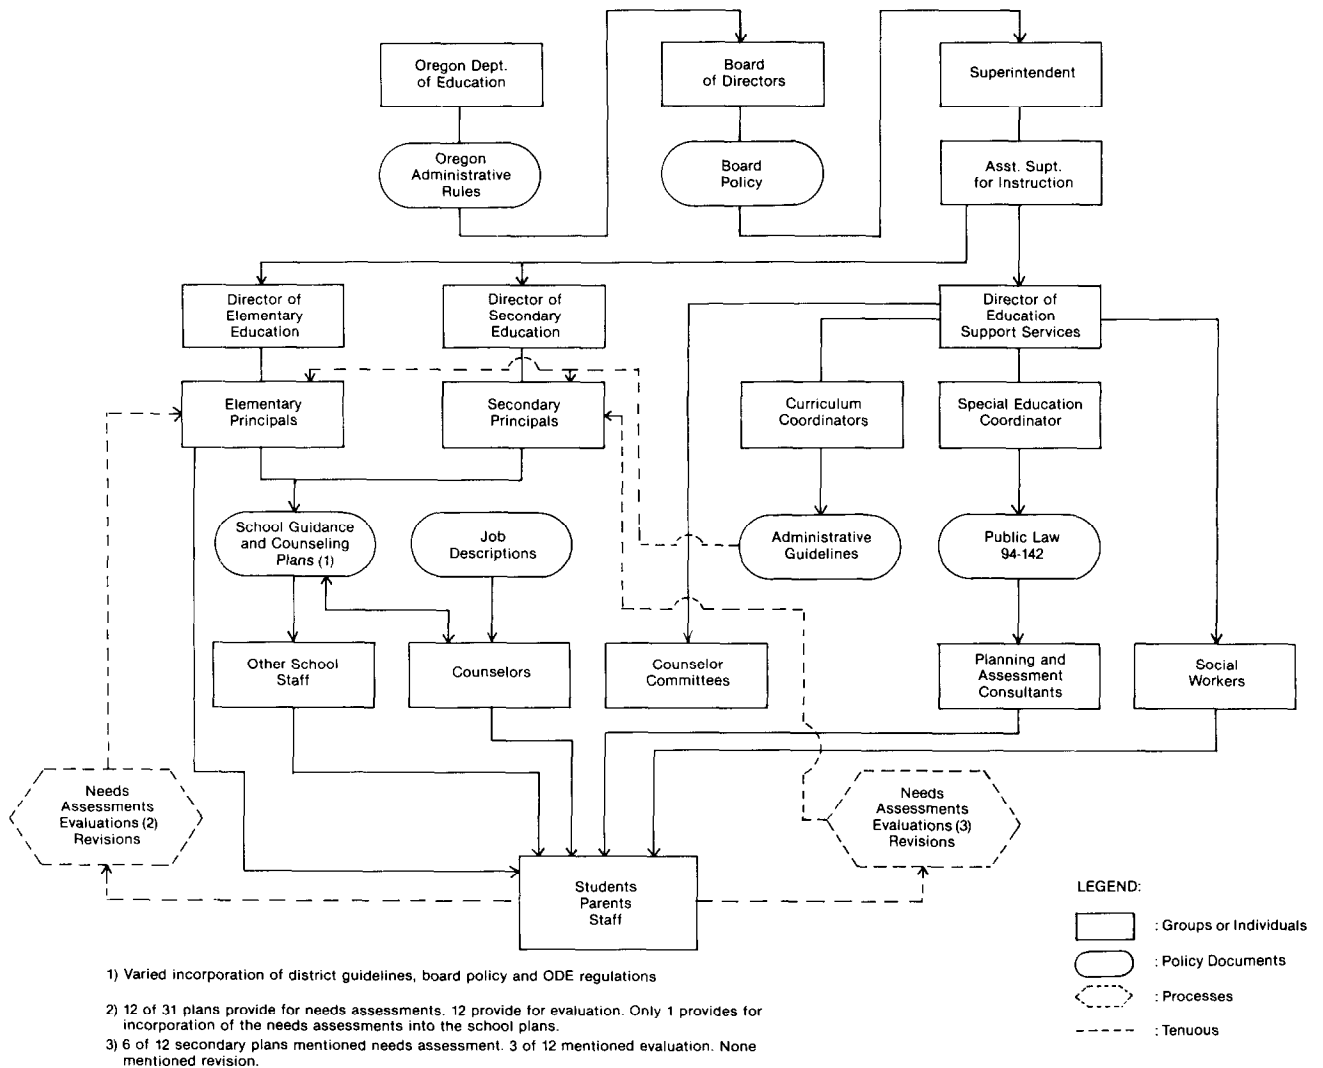 Oregon Dept.
of Education
Board
of Directors
Superintendent
Oregon
Administrative
Rules
Board
Policy
Asst. Supt.
for Instruction
Director of
Elementary
Education
Director of
Secondary
Education
Director of
Education
Support Services
Elementary
Principals
Secondary
Principals
Curriculum
Coordinators
Special Education
Coordinator
School Guidance
and Counseling
Plans (1)
Job
Descriptions
Administrative
Guidelines
Public Law
94-142
Other School
Staff
Counselors
Counselor
Committees
Planning and
Assessment
Consultants
Social
Workers
Needs
Assessments
Evaluations (2)
Revisions
Needs
Assessments
Evaluations (3)
Revisions
Students
Parents
Staff
LEGEND:
: Groups or Individuals
: Policy Documents
: Processes
: Tenuous
1) Varied incorporation of district guidelines, board policy and ODE regulations
2) 12 of 31 plans provide for needs assessments. 12 provide for evaluation. Only 1 provides for
incorporation of the needs assessments into the school plans.
3) 6 of 12 secondary plans mentioned needs assessment. 3 of 12 mentioned evaluation. None
mentioned revision.